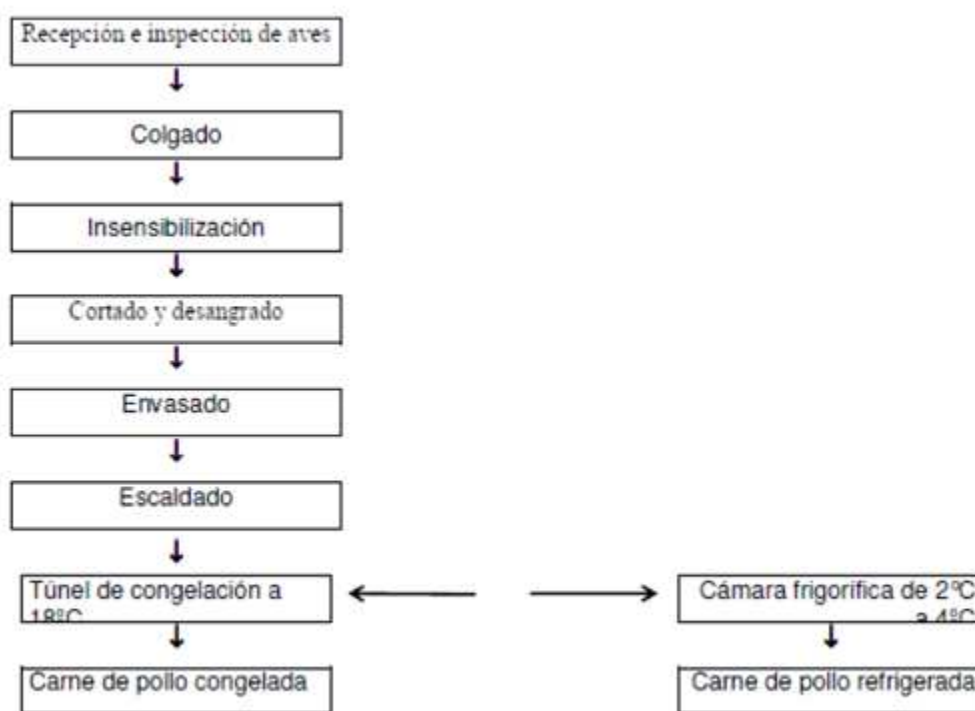 Recepción e inspección de aves
Colgado
Insensibilización
Cortado y desangrado
Envasado
Escaldado
Túnel de congelación a
18ºC
Cámara frigorífica de 2ºC
a 4ºC
Carne de pollo congelada
Carne de pollo refrigerada